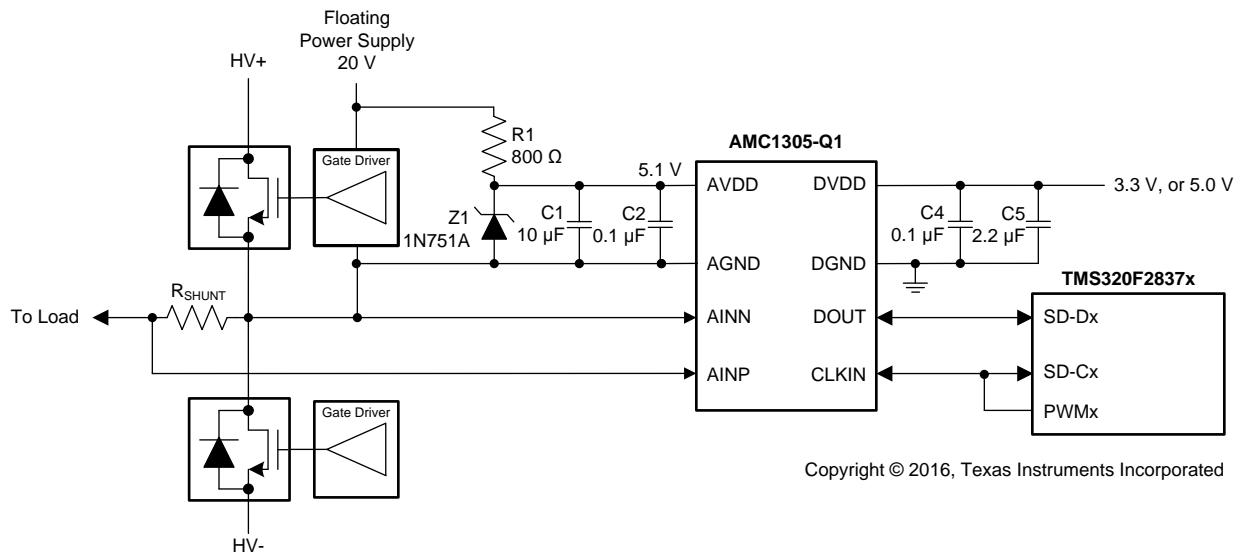 Floating
Power Supply
20 V
HV+
R1
800 Ω
AMC1305-Q1
Gate Driver
5.1 V
AVDD
DVDD
3.3 V, or 5.0 V
Z1
1N751A
C1
10 µF
C2
0.1 µF
C4
0.1 µF
C5
2.2 µF
AGND
DGND
TMS320F2837x
RSHUNT
To Load
AINN
DOUT
SD-Dx
AINP
CLKIN
SD-Cx
PWMx
Gate Driver
Copyright © 2016, Texas Instruments Incorporated
HV-